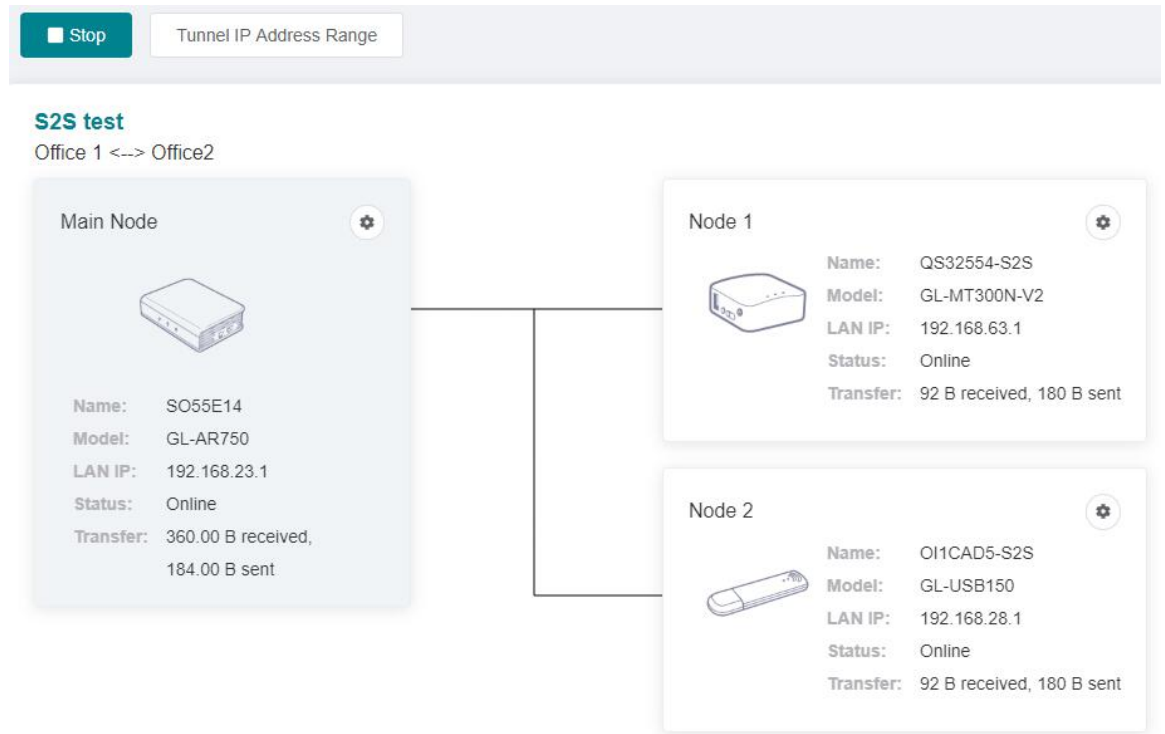 Stop
Tunnel IP Address Range
S2S test
Office 1 <--> Office2
Main Node
Name: SO55E14
Model: GL-AR750
LAN IP: 192.168.23.1
Status: Online
Transfer: 360.00 B received,
184.00 B sent
Node 1
Name: QS32554-S2S
Model: GL-MT300N-V2
LAN IP: 192.168.63.1
Status: Online
Transfer: 92 B received, 180 B sent
Node 2
Name: OI1CAD5-S2S
Model: GL-USB150
LAN IP: 192.168.28.1
Status: Online
Transfer: 92 B received, 180 B sent